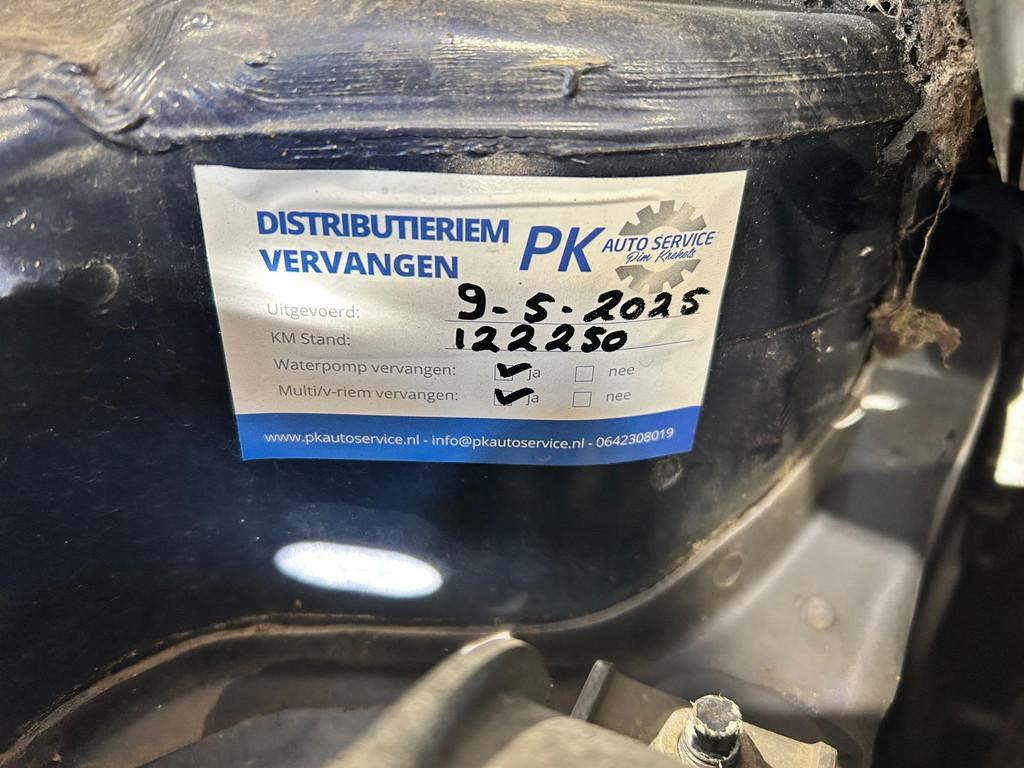 DISTRIBUTIERIEM
VERVANGEN
PK AUTO SERVICE
Pim Krekels
Uitgevoerd: 9-5-2025
KM Stand: 122250
Waterpomp vervangen: ja nee
Multi/v-riem vervangen: ja nee
www.pkautoservice.nl - info@pkautoservice.nl - 0642308019